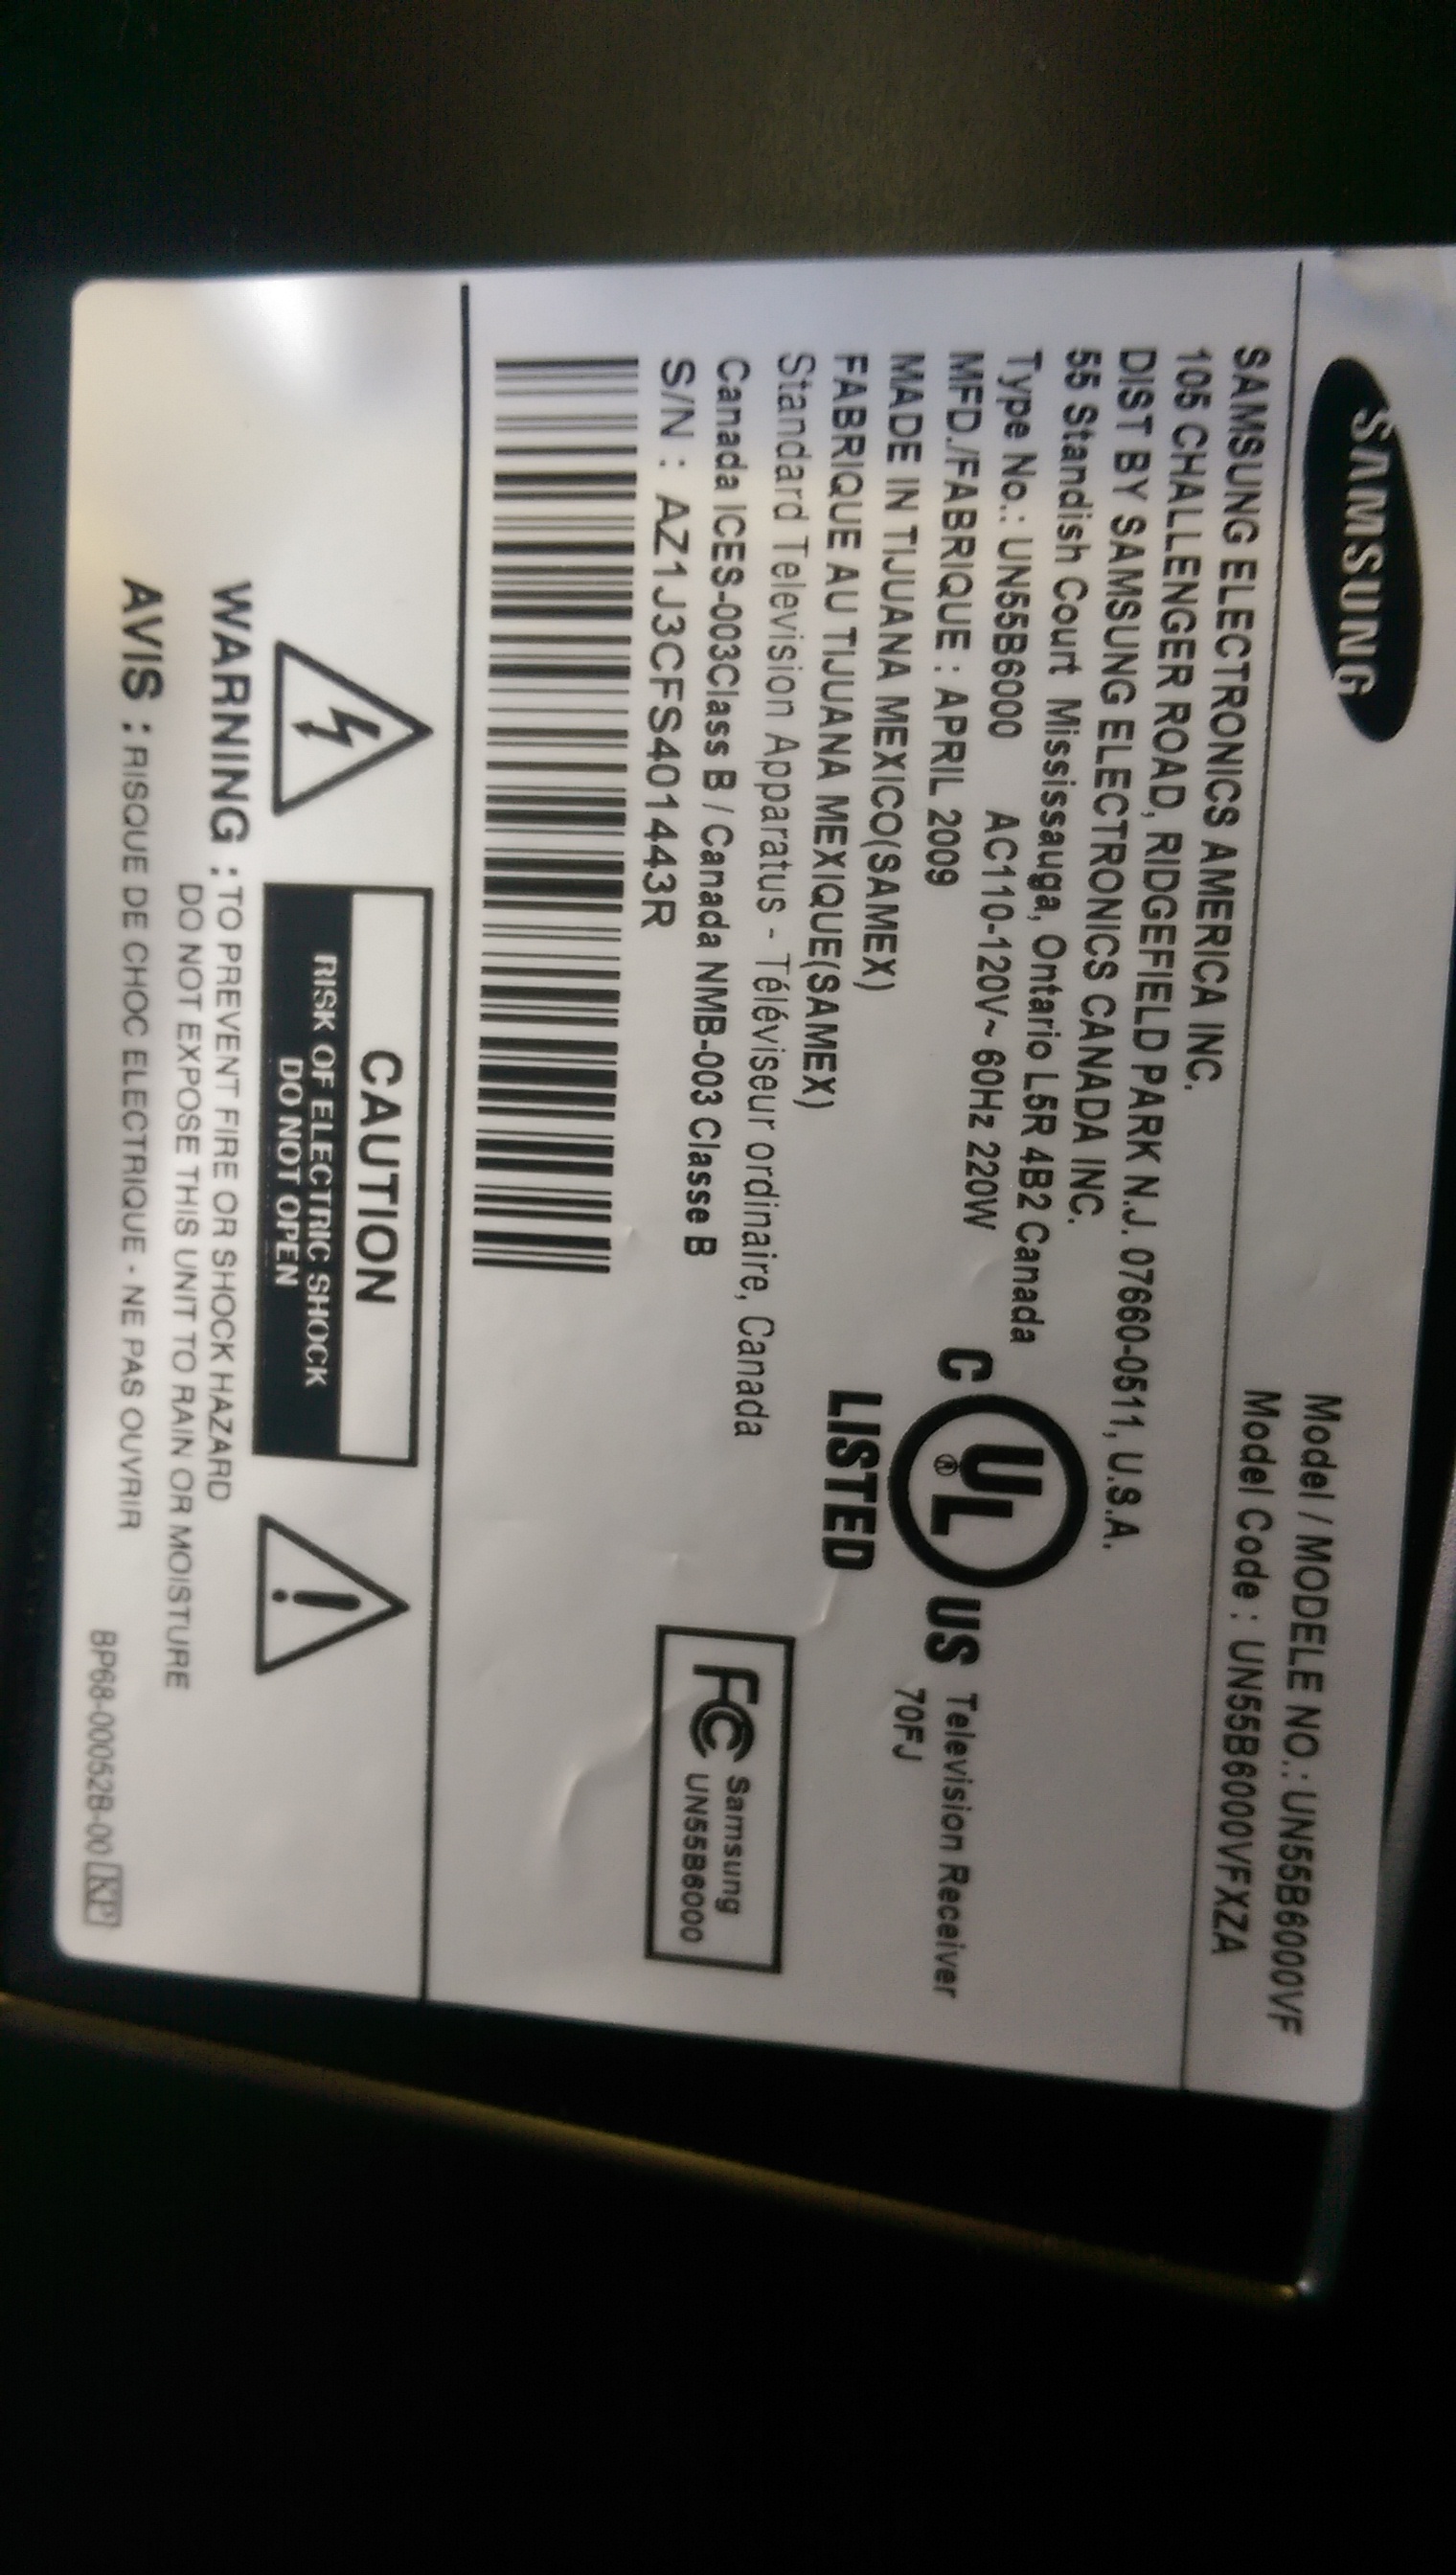 SAMSUNG
Model / MODELE NO.: UN55B6000VF
Model Code : UN55B6000VFXZA
SAMSUNG ELECTRONICS AMERICA INC.
105 CHALLENGER ROAD, RIDGEFIELD PARK N.J. 07660-0511, U.S.A.
DIST BY SAMSUNG ELECTRONICS CANADA INC.
55 Standish Court Mississauga, Ontario L5R 4B2 Canada
Type No.: UN55B6000 AC110-120V~ 60Hz 220W
MFD./FABRIQUE : APRIL 2009
MADE IN TIJUANA MEXICO(SAMEX)
FABRIQUE AU TIJUANA MEXIQUE(SAMEX)
Standard Television Apparatus - Téléviseur ordinaire, Canada
Canada ICES-003Class B / Canada NMB-003 Classe B
S/N : AZ1J3CFS401443R
C UL® US
LISTED
Television Receiver
70FJ
FC Samsung
UN55B6000
CAUTION
RISK OF ELECTRIC SHOCK
DO NOT OPEN
WARNING : TO PREVENT FIRE OR SHOCK HAZARD
DO NOT EXPOSE THIS UNIT TO RAIN OR MOISTURE
AVIS : RISQUE DE CHOC ELECTRIQUE - NE PAS OUVRIR
BP68-00052B-00 KP